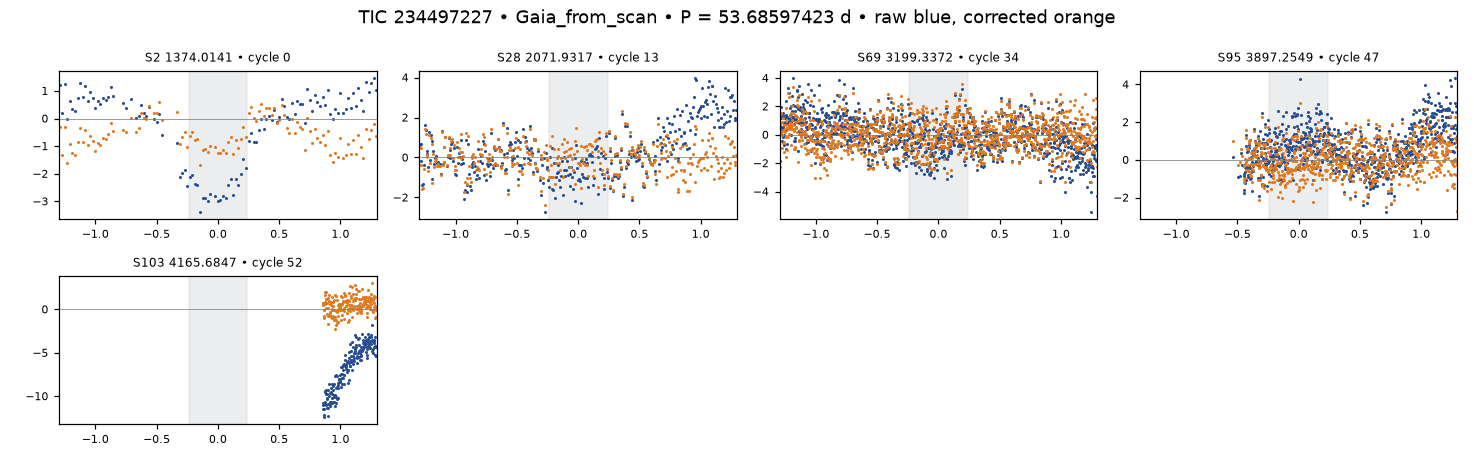 TIC 234497227 • Gaia_from_scan • P = 53.68597423 d • raw blue, corrected orange
S2 1374.0141 • cycle 0
S28 2071.9317 • cycle 13
S69 3199.3372 • cycle 34
S95 3897.2549 • cycle 47
1
0
−1
−2
−3
−1.0 −0.5 0.0 0.5 1.0
4
2
0
−2
−1.0 −0.5 0.0 0.5 1.0
4
2
0
−2
−4
−1.0 −0.5 0.0 0.5 1.0
4
2
0
−2
−1.0 −0.5 0.0 0.5 1.0
S103 4165.6847 • cycle 52
0
−5
−10
−1.0 −0.5 0.0 0.5 1.0